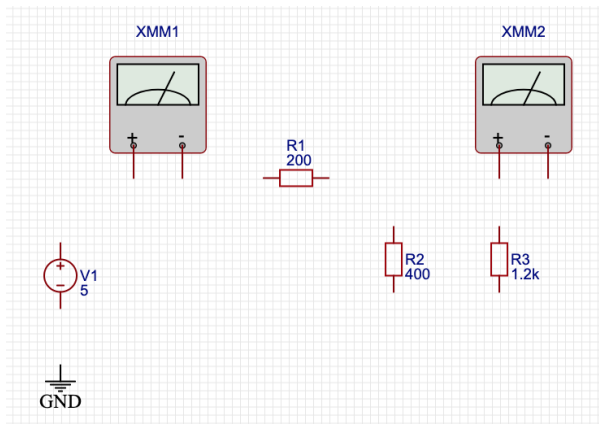 XMM1
XMM2
+ -
+ -
R1
200
+
-
V1
5
R2
400
R3
1.2k
GND